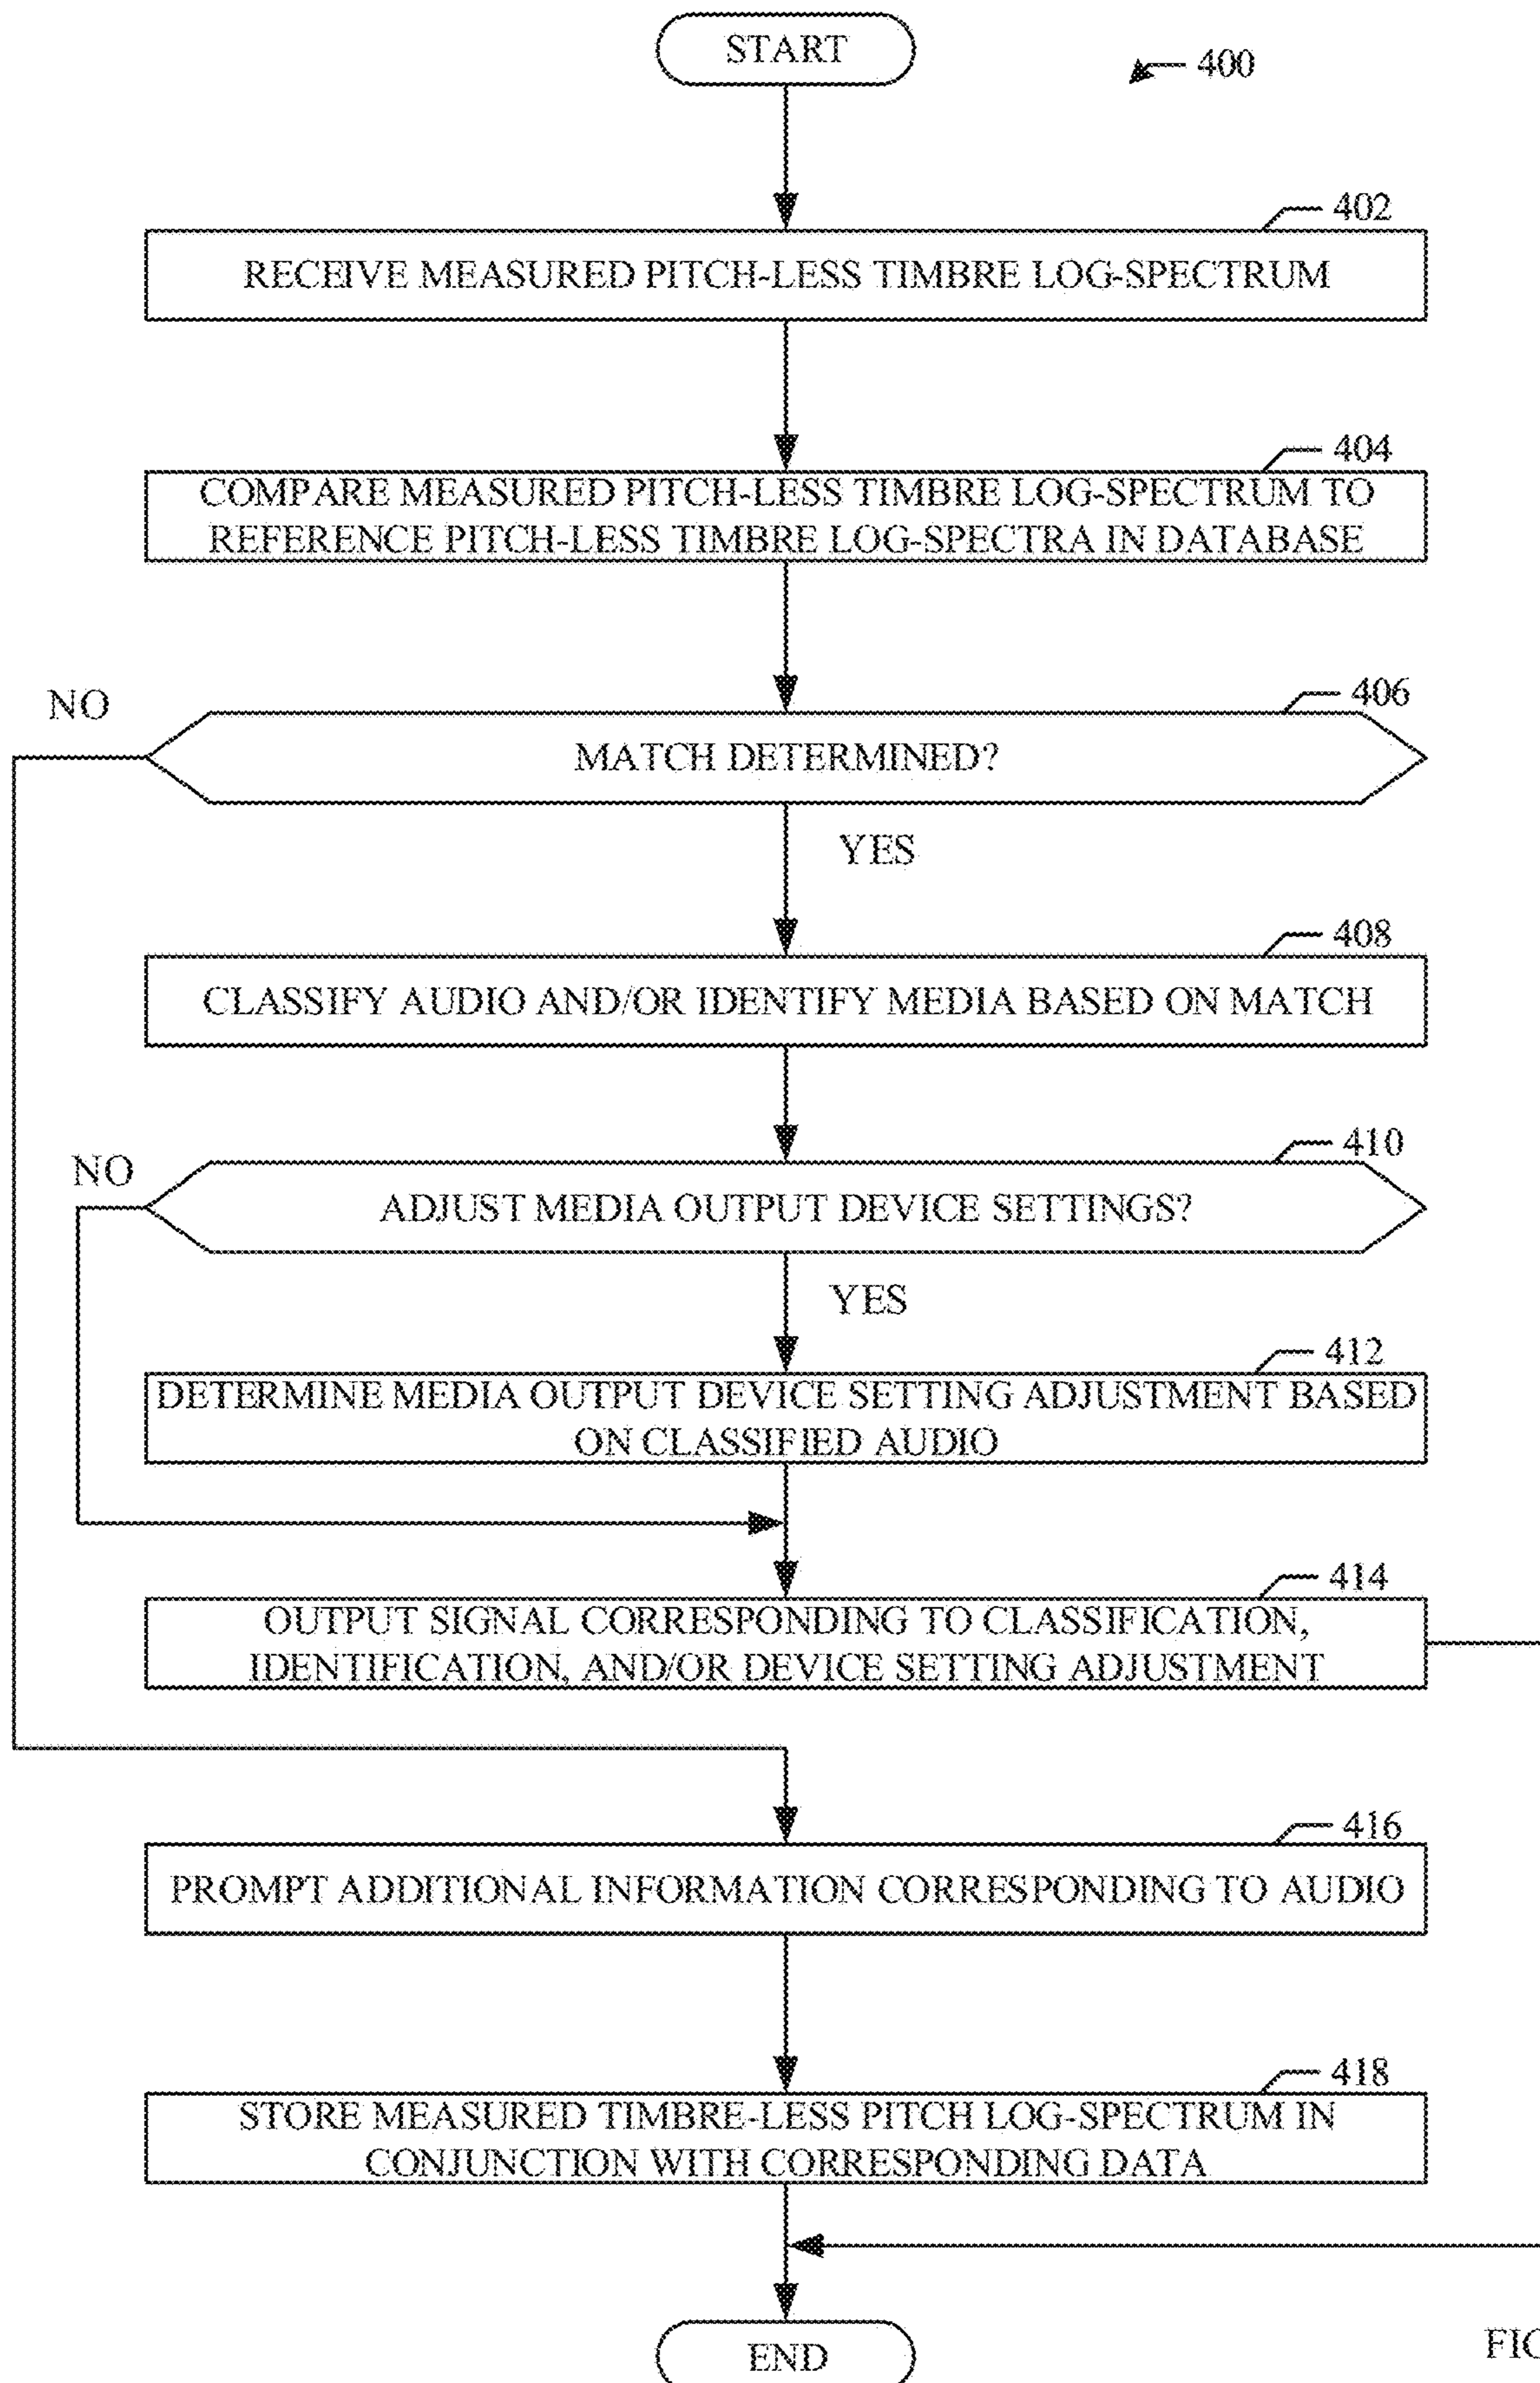 START
400
402
RECEIVE MEASURED PITCH-LESS TIMBRE LOG-SPECTRUM
404
COMPARE MEASURED PITCH-LESS TIMBRE LOG-SPECTRUM TO
REFERENCE PITCH-LESS TIMBRE LOG-SPECTRA IN DATABASE
NO
406
MATCH DETERMINED?
YES
408
CLASSIFY AUDIO AND/OR IDENTIFY MEDIA BASED ON MATCH
NO
410
ADJUST MEDIA OUTPUT DEVICE SETTINGS?
YES
412
DETERMINE MEDIA OUTPUT DEVICE SETTING ADJUSTMENT BASED
ON CLASSIFIED AUDIO
414
OUTPUT SIGNAL CORRESPONDING TO CLASSIFICATION,
IDENTIFICATION, AND/OR DEVICE SETTING ADJUSTMENT
416
PROMPT ADDITIONAL INFORMATION CORRESPONDING TO AUDIO
418
STORE MEASURED TIMBRE-LESS PITCH LOG-SPECTRUM IN
CONJUNCTION WITH CORRESPONDING DATA
END